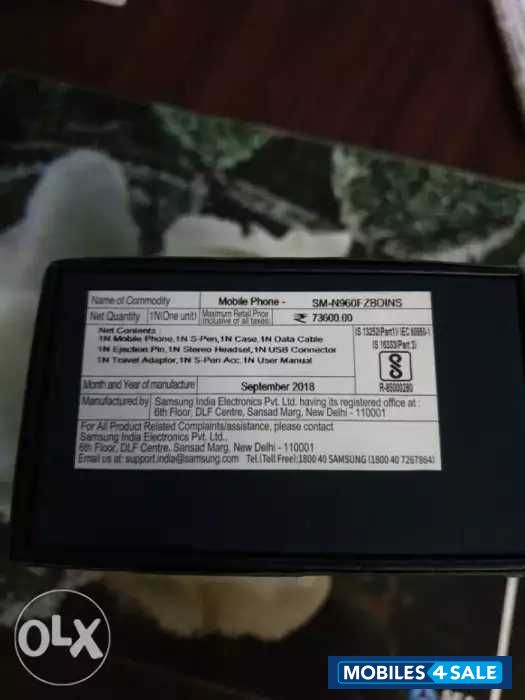 Name of Commodity Mobile Phone - SM-N960FZBDINS
Net Quantity 1N(One unit) Maximum Retail Price Inclusive of all taxes: ₹ 73600.00
Net Contents :
1N Mobile Phone,1N S-Pen,1N Case,1N Data Cable
1N Ejection Pin,1N Stereo Headset,1N USB Connector
1N Travel Adaptor,1N S-Pen Acc,1N User Manual
IS 13252(Part1)/ IEC 60950-1
IS 16333(Part 3)
R-85000280
Month and Year of manufacture September 2018
Manufactured by Samsung India Electronics Pvt. Ltd. having its registered office at :
6th Floor, DLF Centre, Sansad Marg, New Delhi - 110001
For All Product Related Complaints/assistance, please contact
Samsung India Electronics Pvt. Ltd.,
6th Floor, DLF Centre, Sansad Marg, New Delhi - 110001
Email us at: support.india@samsung.com Tel.(Toll Free):1800 40 SAMSUNG (1800 40 7267864)
OLX
MOBILES4SALE